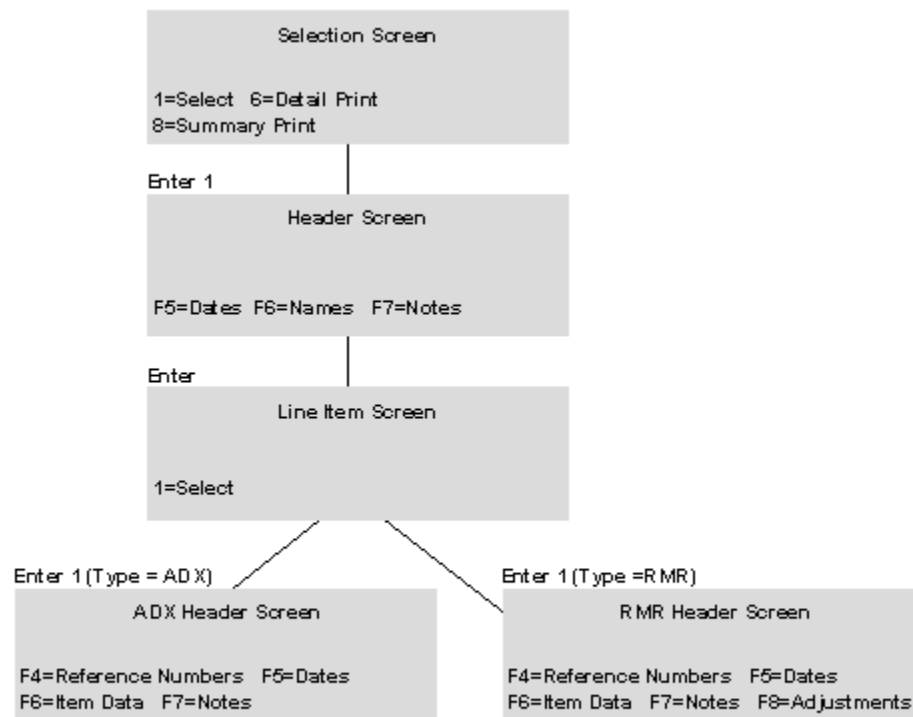 Selection Screen
1=Select 6=Detail Print
8=Summary Print
Enter 1
Header Screen
F5=Dates F6=Names F7=Notes
Enter
Line Item Screen
1=Select
Enter 1 (Type = ADX)
ADX Header Screen
F4=Reference Numbers F5=Dates
F6=Item Data F7=Notes
Enter 1 (Type =RMR)
RMR Header Screen
F4=Reference Numbers F5=Dates
F6=Item Data F7=Notes F8=Adjustments